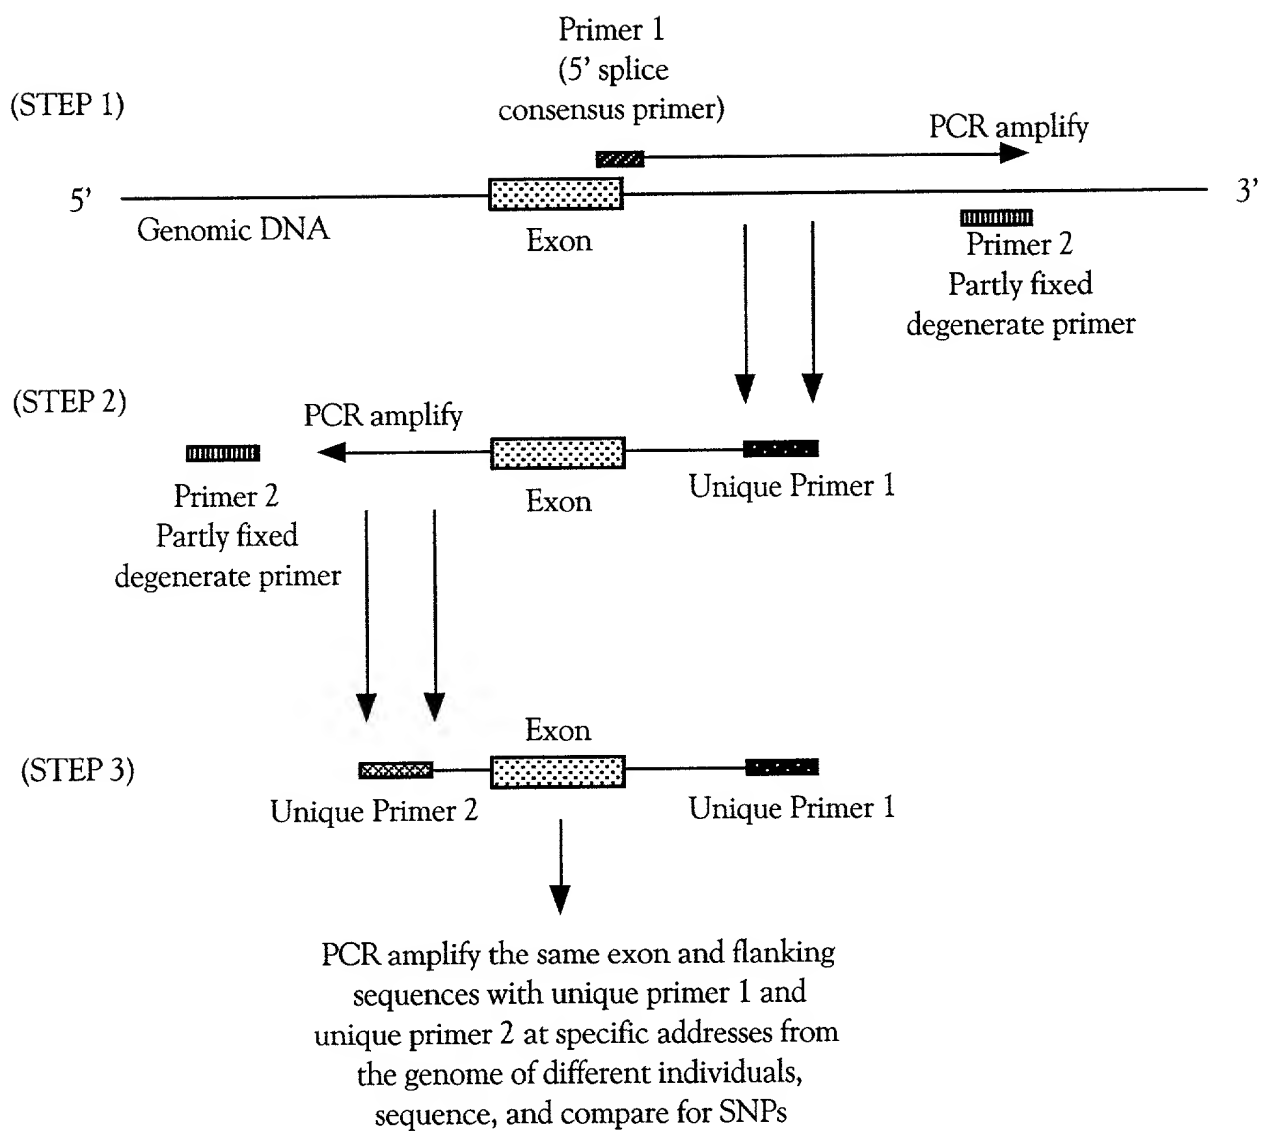 Primer 1
(5' splice
consensus primer)
(STEP 1)
PCR amplify
5'
3'
Genomic DNA
Exon
Primer 2
Partly fixed
degenerate primer
(STEP 2)
PCR amplify
Primer 2
Partly fixed
degenerate primer
Exon
Unique Primer 1
Exon
(STEP 3)
Unique Primer 2
Unique Primer 1
PCR amplify the same exon and flanking
sequences with unique primer 1 and
unique primer 2 at specific addresses from
the genome of different individuals,
sequence, and compare for SNPs